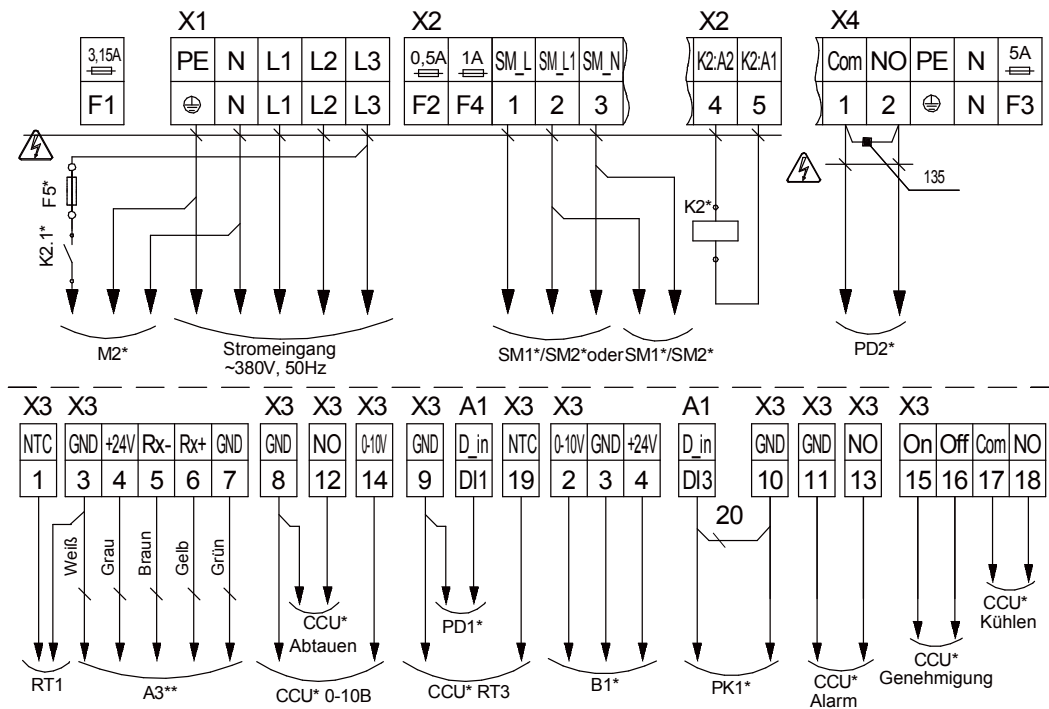 X1 X2 X2 X4
3,15A PE N L1 L2 L3 0,5A 1A SM_L SM_L1 SM_N K2:A2 K2:A1 Com NO PE N 5A
F1 N L1 L2 L3 F2 F4 1 2 3 4 5 1 2 N F3
135
F5*
K2*
K2.1*
M2*
Stromeingang
~380V, 50Hz
SM1*/SM2*oder SM1*/SM2*
PD2*
X3 X3 X3 X3 X3 X3 A1 X3 X3 A1 X3 X3 X3 X3
NTC GND +24V Rx- Rx+ GND GND NO 0-10V GND D_in NTC 0-10V GND +24V D_in GND GND NO On Off Com NO
1 3 4 5 6 7 8 12 14 9 DI1 19 2 3 4 DI3 10 11 13 15 16 17 18
20
Weiß
Grau
Braun
Gelb
Grün
CCU*
Abtauen
PD1*
CCU*
Kühlen
RT1
A3**
CCU* 0-10B
CCU* RT3
B1*
PK1*
CCU*
Alarm
CCU*
Genehmigung